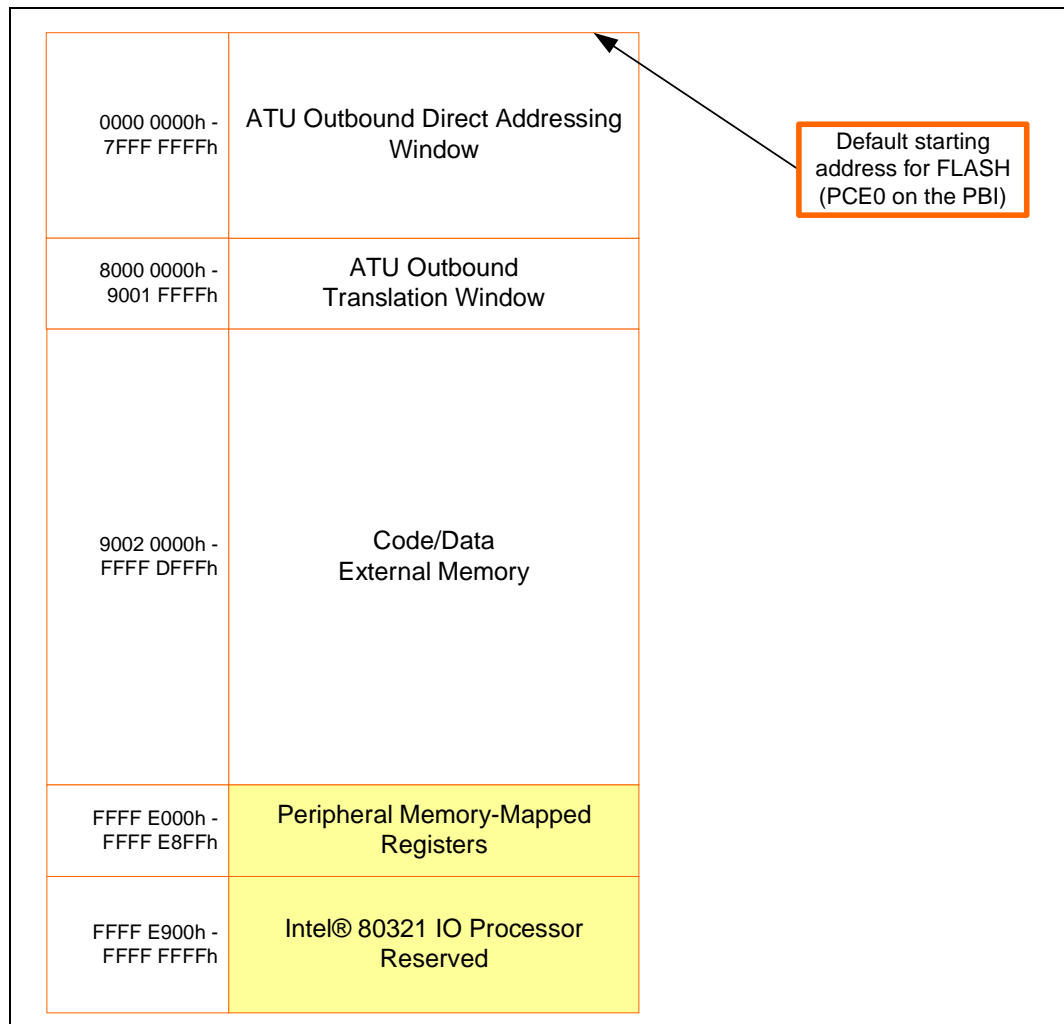 0000 0000h -
7FFF FFFFh
ATU Outbound Direct Addressing
Window
Default starting
address for FLASH
(PCE0 on the PBI)
8000 0000h -
9001 FFFFh
ATU Outbound
Translation Window
9002 0000h -
FFFF DFFFh
Code/Data
External Memory
FFFF E000h -
FFFF E8FFh
Peripheral Memory-Mapped
Registers
FFFF E900h -
FFFF FFFFh
Intel® 80321 IO Processor
Reserved